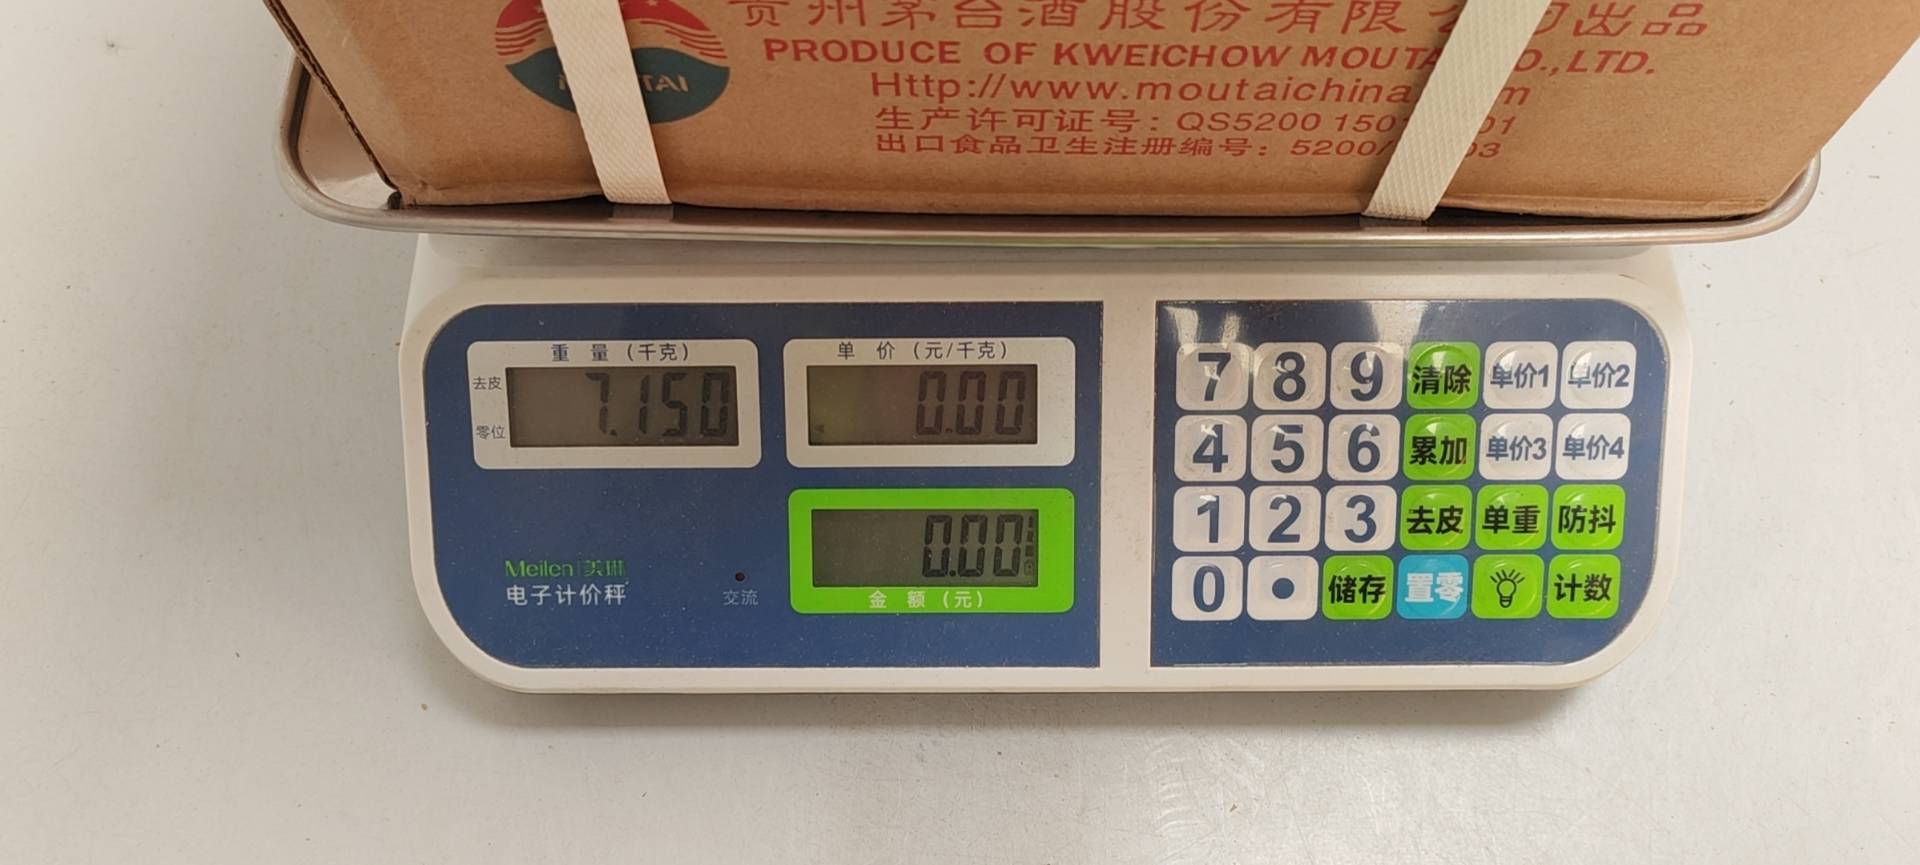 贵州茅台酒股份有限 出品
PRODUCE OF KWEICHOW MOUTA O.,LTD.
Http://www.moutaichina m
生产许可证号: QS5200 150 01
出口食品卫生注册编号: 5200/ 03
TAI
重 量 (千克)
去皮
零位
7.150
单 价 (元/千克)
0.00
0.00
金 额 (元)
Meilen 美琳
电子计价秤
交流
7 8 9 清除 单价1 单价2
4 5 6 累加 单价3 单价4
1 2 3 去皮 单重 防抖
0 • 储存 置零 计数